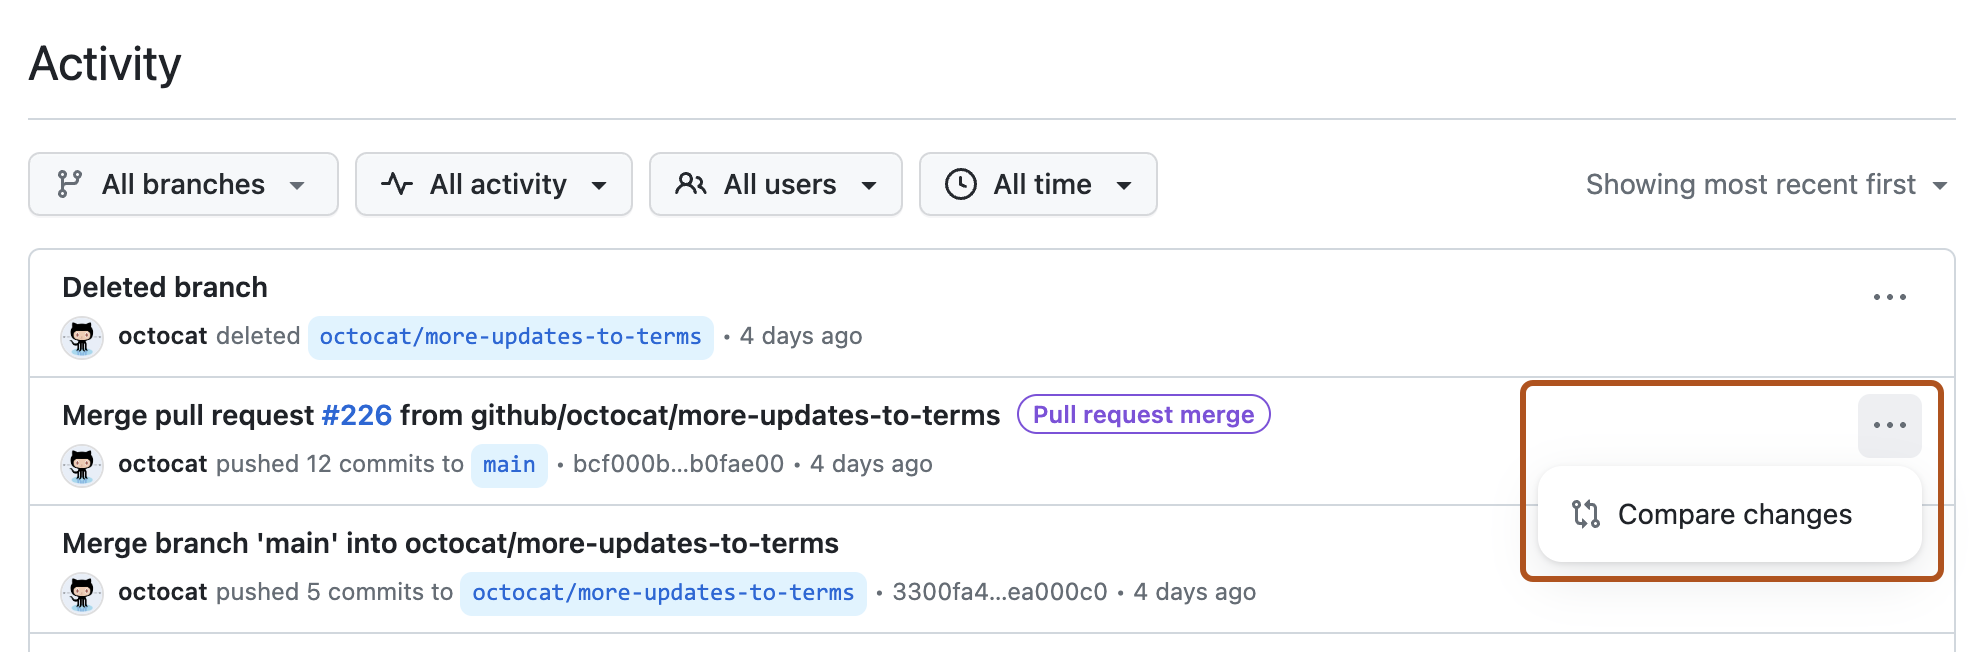 Activity
All branches All activity All users All time Showing most recent first
Deleted branch
octocat deleted octocat/more-updates-to-terms • 4 days ago
Merge pull request #226 from github/octocat/more-updates-to-terms Pull request merge
octocat pushed 12 commits to main • bcf000b...b0fae00 • 4 days ago
Compare changes
Merge branch 'main' into octocat/more-updates-to-terms
octocat pushed 5 commits to octocat/more-updates-to-terms • 3300fa4...ea000c0 • 4 days ago